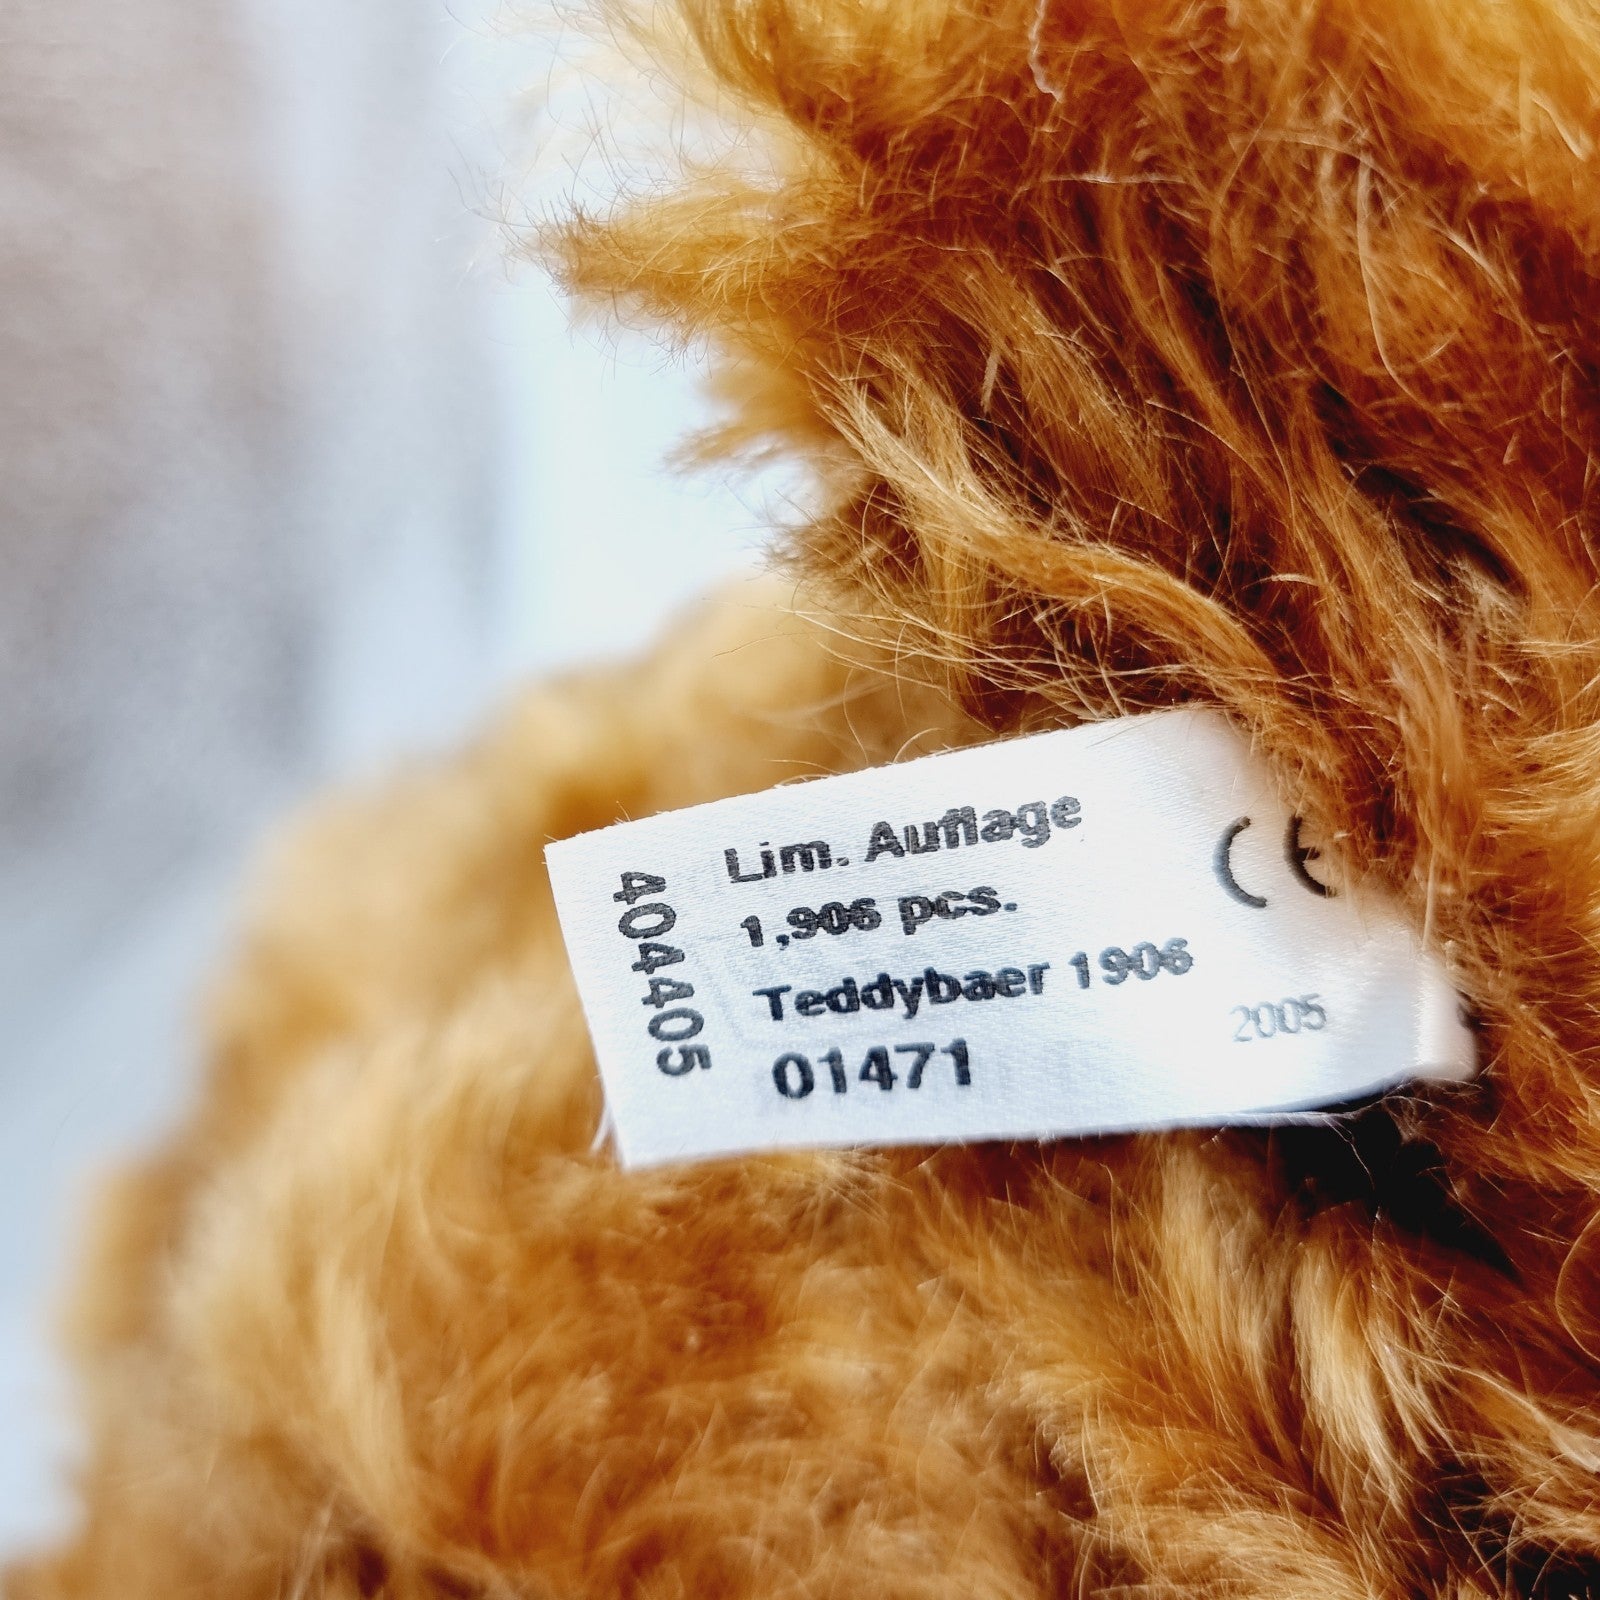 404405
Lim. Auflage
1,906 pcs.
Teddybaer 1906
01471
CE
2005